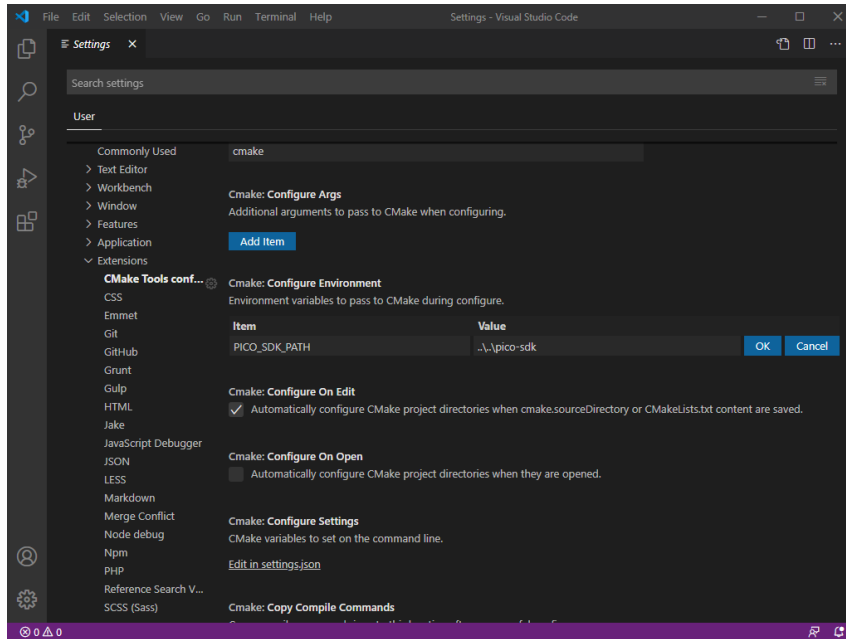 File Edit Selection View Go Run Terminal Help Settings - Visual Studio Code
Settings
Search settings
User
Commonly Used
Text Editor
Workbench
Window
Features
Application
Extensions
CMake Tools conf...
CSS
Emmet
Git
GitHub
Grunt
Gulp
HTML
Jake
JavaScript Debugger
JSON
LESS
Markdown
Merge Conflict
Node debug
Npm
PHP
Reference Search V...
SCSS (Sass)
cmake
Cmake: Configure Args
Additional arguments to pass to CMake when configuring.
Add Item
Cmake: Configure Environment
Environment variables to pass to CMake during configure.
Item Value
PICO_SDK_PATH ..\..\pico-sdk OK Cancel
Cmake: Configure On Edit
Automatically configure CMake project directories when cmake.sourceDirectory or CMakeLists.txt content are saved.
Cmake: Configure On Open
Automatically configure CMake project directories when they are opened.
Cmake: Configure Settings
CMake variables to set on the command line.
Edit in settings.json
Cmake: Copy Compile Commands
0 0